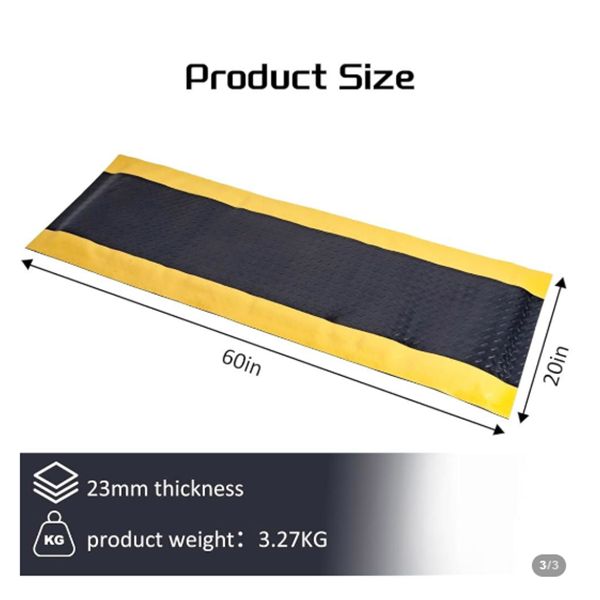 Product Size
60in
20in
23mm thickness
KG
product weight：3.27KG
3/3